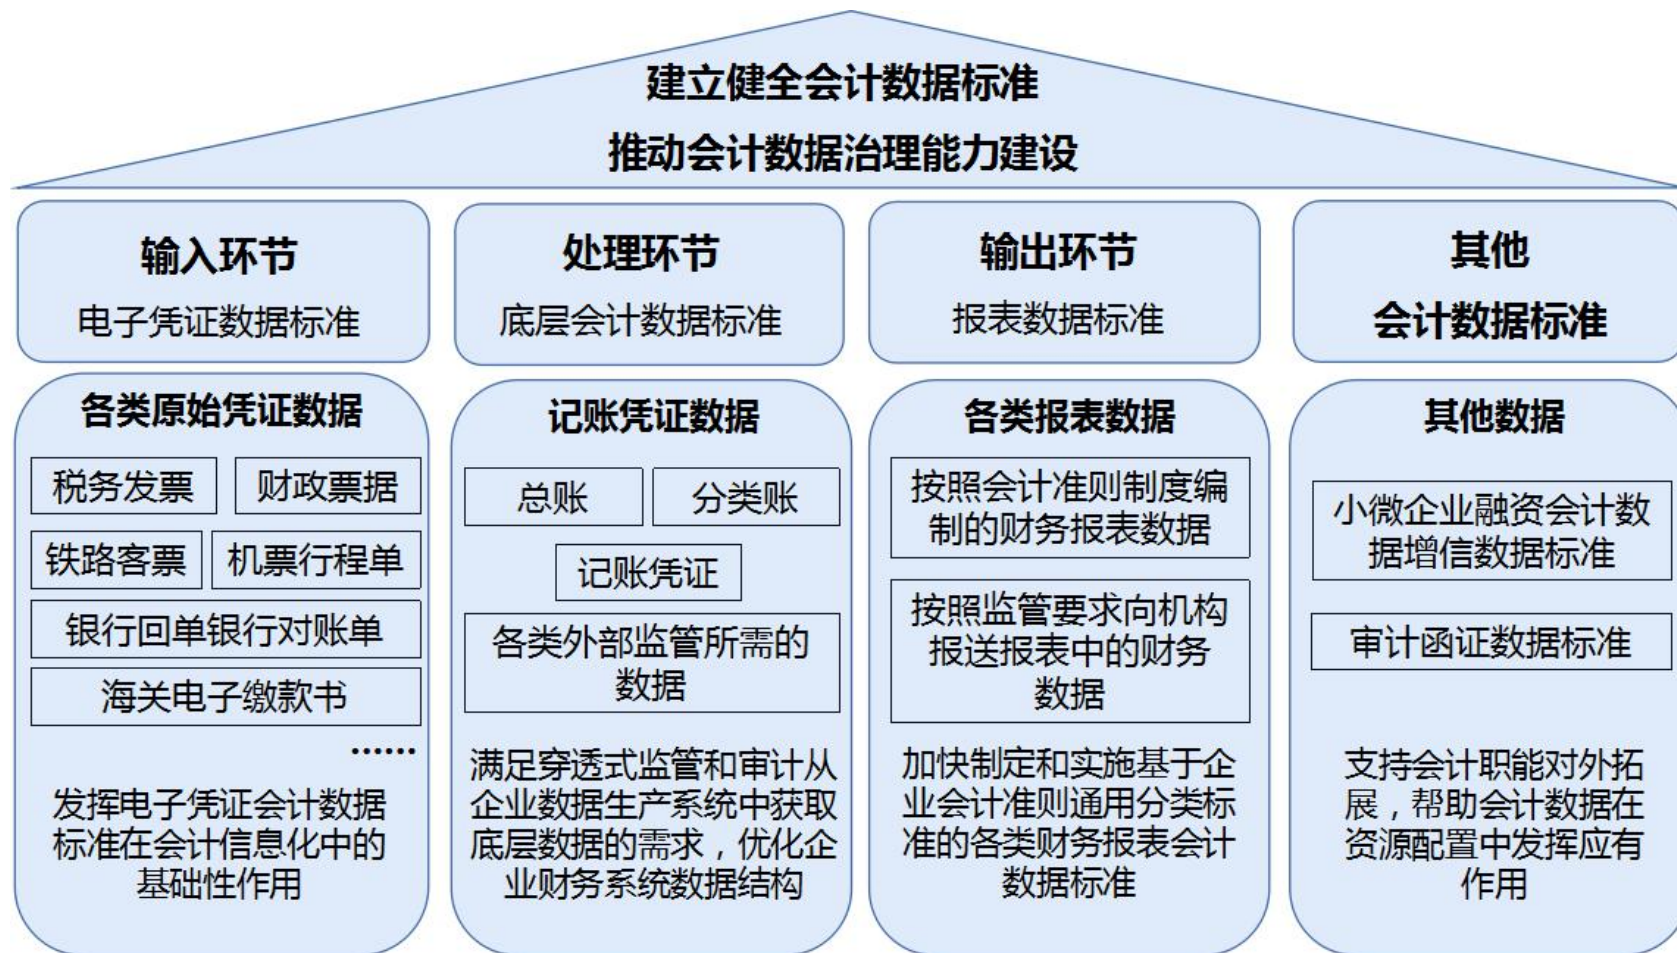 建立健全会计数据标准
推动会计数据治理能力建设
输入环节
电子凭证数据标准
处理环节
底层会计数据标准
输出环节
报表数据标准
其他
会计数据标准
各类原始凭证数据
税务发票
财政票据
铁路客票
机票行程单
银行回单银行对账单
海关电子缴款书
……
发挥电子凭证会计数据
标准在会计信息化中的
基础性作用
记账凭证数据
总账
分类账
记账凭证
各类外部监管所需的
数据
满足穿透式监管和审计从
企业数据生产系统中获取
底层数据的需求，优化企
业财务系统数据结构
各类报表数据
按照会计准则制度编
制的财务报表数据
按照监管要求向机构
报送报表中的财务
数据
加快制定和实施基于企
业会计准则通用分类标
准的各类财务报表会计
数据标准
其他数据
小微企业融资会计数
据增信数据标准
审计函证数据标准
支持会计职能对外拓
展，帮助会计数据在
资源配置中发挥应有
作用